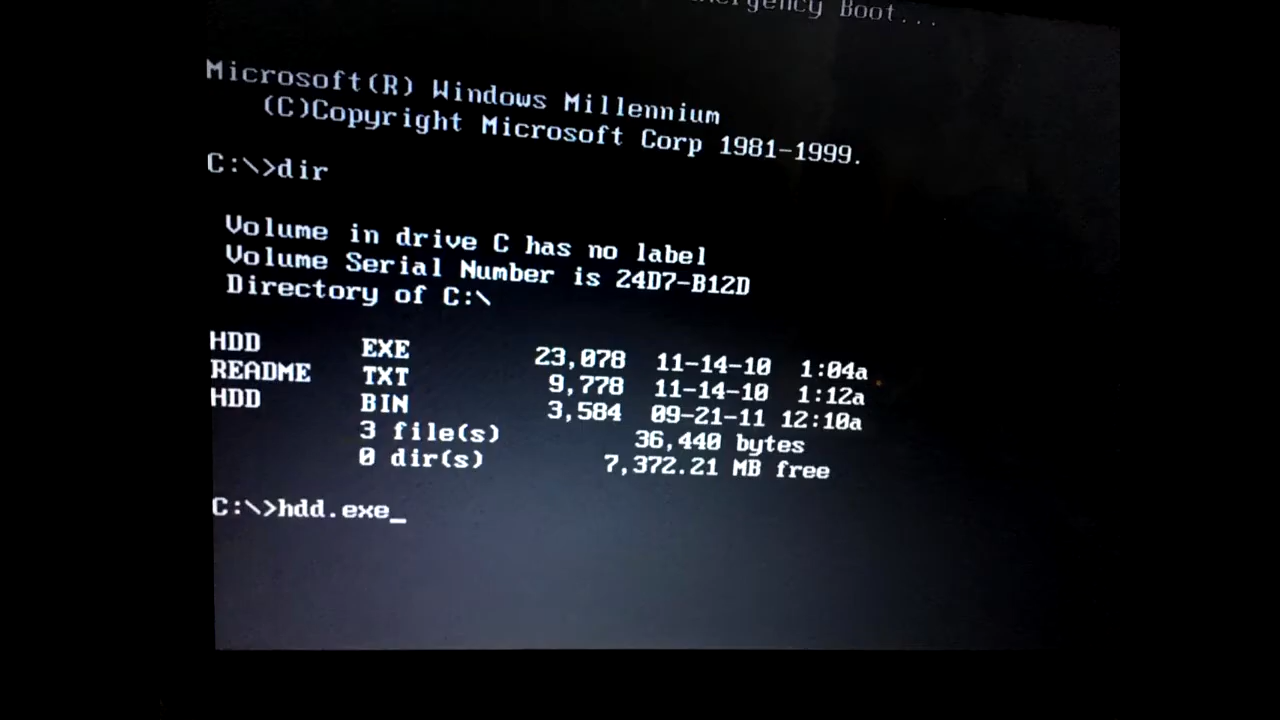 Boot...
Microsoft(R) Windows Millennium
(C)Copyright Microsoft Corp 1981-1999.
C:\>dir
Volume in drive C has no label
Volume Serial Number is 24D7-B12D
Directory of C:\
HDD EXE 23,078 11-14-10 1:04a
README TXT 9,778 11-14-10 1:12a
HDD BIN 3,584 09-21-11 12:10a
3 file(s) 36,440 bytes
0 dir(s) 7,372.21 MB free
C:\>hdd.exe_